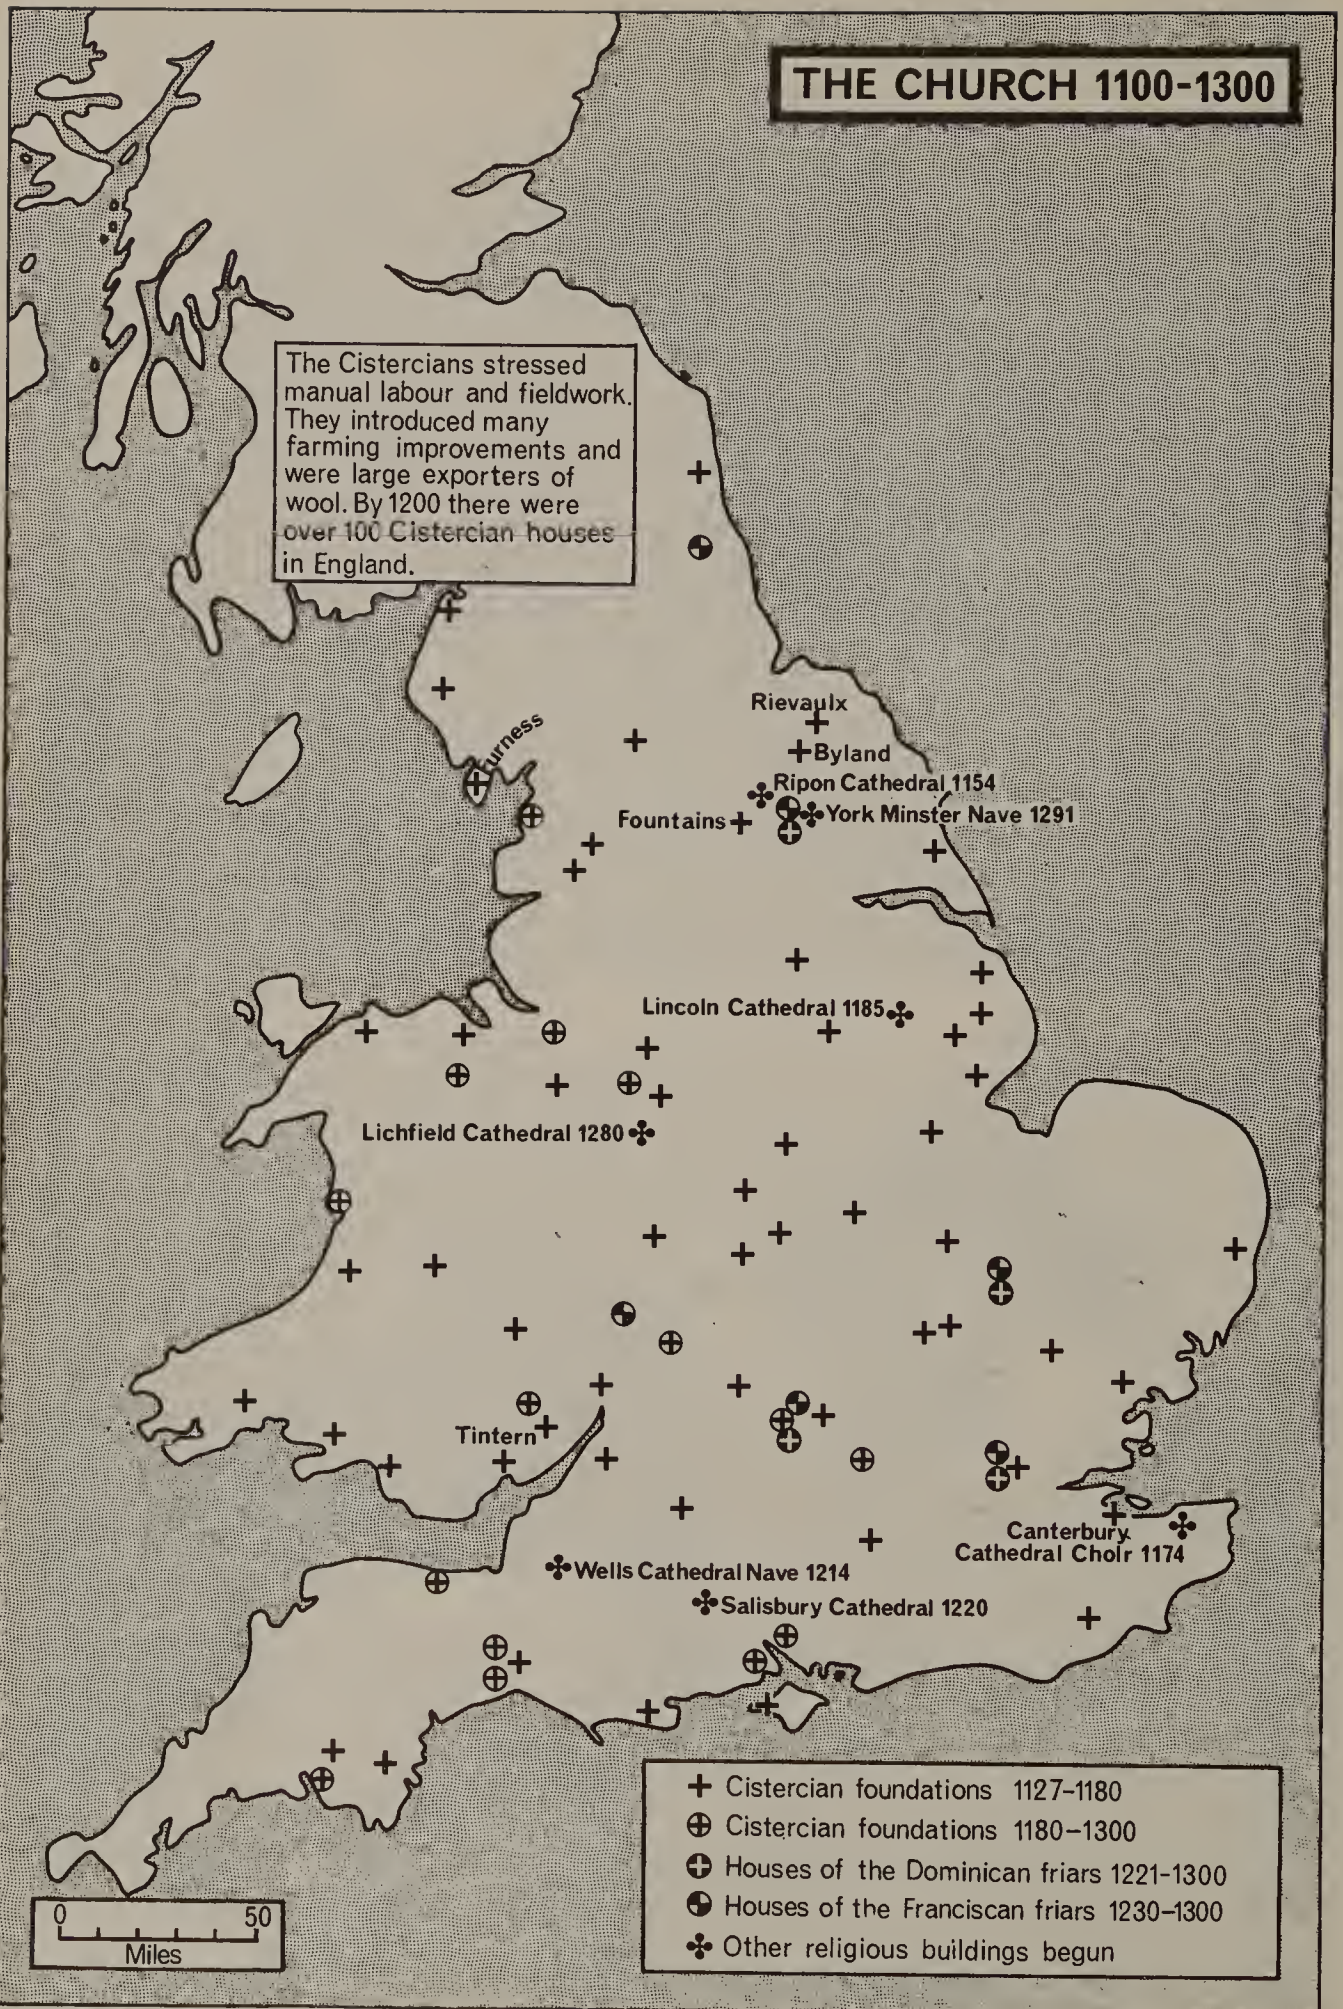 THE CHURCH 1100-1300
The Cistercians stressed
manual labour and fieldwork.
They introduced many
farming improvements and
were large exporters of
wool. By 1200 there were
over 100 Cistercian houses
in England.
Rievaulx
Byland
urness
Ripon Cathedral 1154
Fountains
York Minster Nave 1291
Lincoln Cathedral 1185
Lichfield Cathedral 1280
Tintern
Canterbury
Cathedral Choir 1174
Wells Cathedral Nave 1214
Salisbury Cathedral 1220
Cistercian foundations 1127-1180
Cistercian foundations 1180-1300
Houses of the Dominican friars 1221-1300
Houses of the Franciscan friars 1230-1300
Other religious buildings begun
0 50
Miles